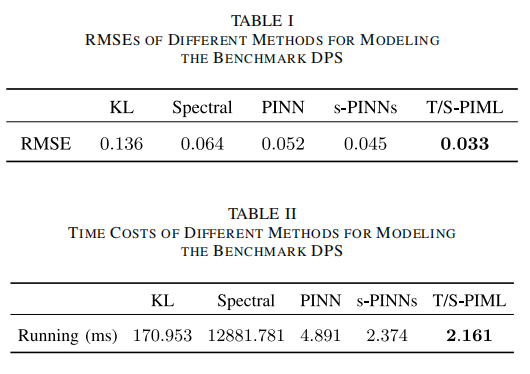 TABLE I
RMSES OF DIFFERENT METHODS FOR MODELING
THE BENCHMARK DPS
KL Spectral PINN s-PINNs T/S-PIML
RMSE 0.136 0.064 0.052 0.045 0.033
TABLE II
TIME COSTS OF DIFFERENT METHODS FOR MODELING
THE BENCHMARK DPS
KL Spectral PINN s-PINNs T/S-PIML
Running (ms) 170.953 12881.781 4.891 2.374 2.161